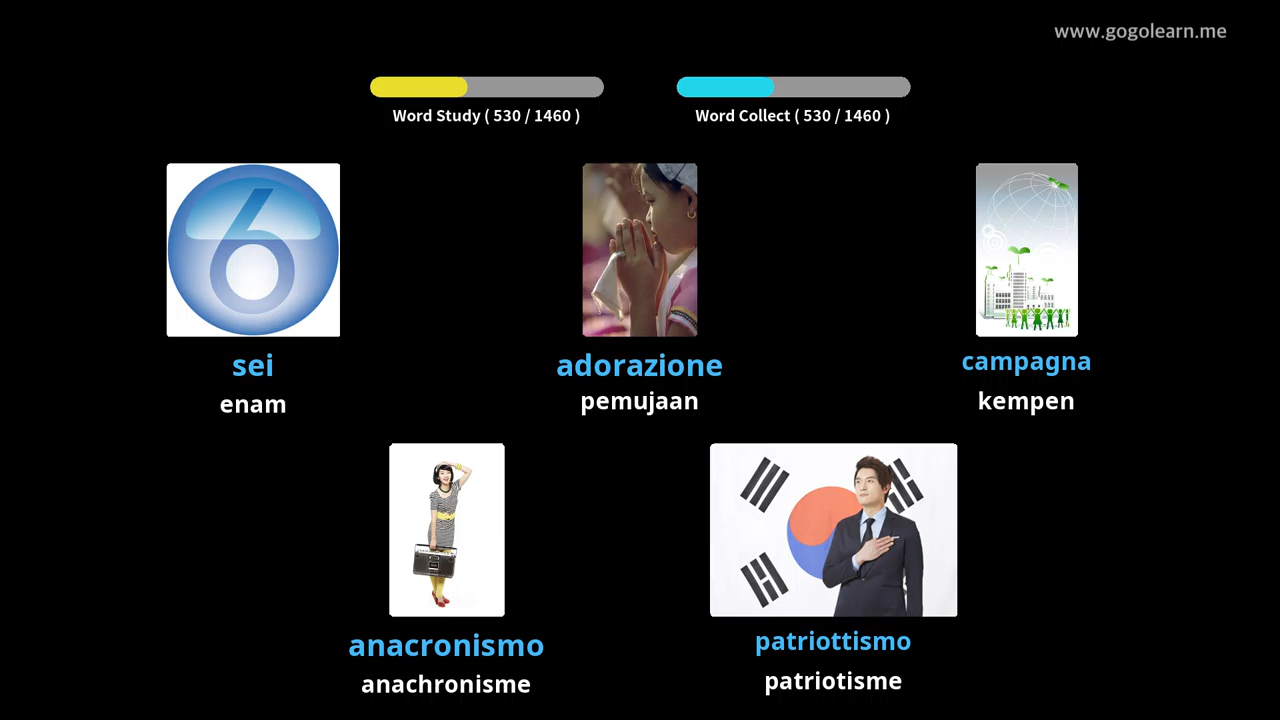 www.gogolearn.me
Word Study ( 530 / 1460 )
Word Collect ( 530 / 1460 )
6
sei
enam
adorazione
pemujaan
campagna
kempen
anacronismo
anachronisme
patriottismo
patriotisme